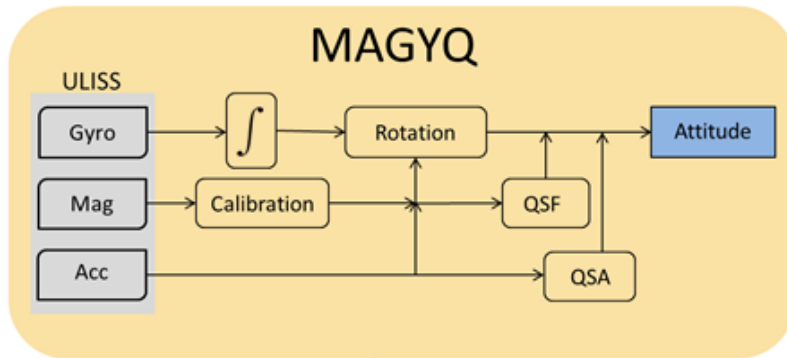 MAGYQ
ULISS
Gyro
∫
Rotation
Attitude
Mag
Calibration
QSF
Acc
QSA